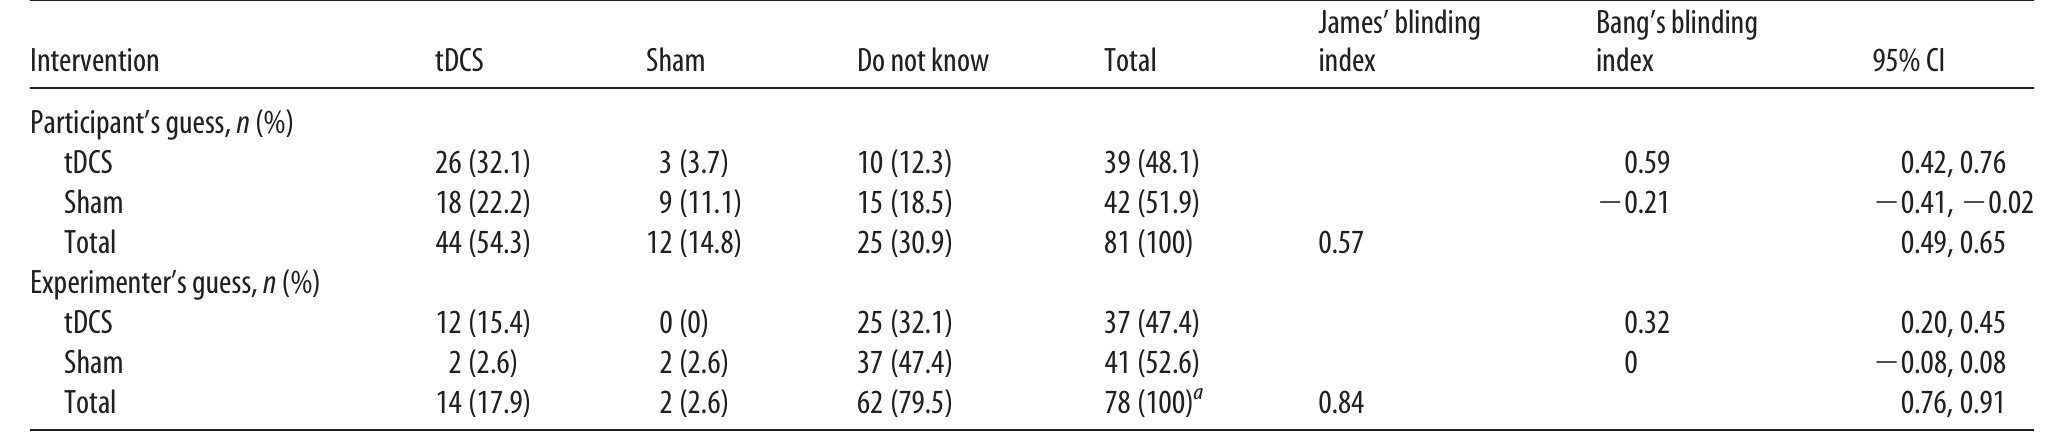 James’ blinding Bang’s blinding
Intervention tDCS Sham Do not know Total index index 95% CI
Participant’s guess, n (%)
tDCS 26 (32.1) 3 (3.7) 10 (12.3) 39 (48.1) 0.59 0.42, 0.76
Sham 18 (22.2) 9 (11.1) 15 (18.5) 42 (51.9) −0.21 −0.41, −0.02
Total 44 (54.3) 12 (14.8) 25 (30.9) 81 (100) 0.57 0.49, 0.65
Experimenter’s guess, n (%)
tDCS 12 (15.4) 0 (0) 25 (32.1) 37 (47.4) 0.32 0.20, 0.45
Sham 2 (2.6) 2 (2.6) 37 (47.4) 41 (52.6) 0 −0.08, 0.08
Total 14 (17.9) 2 (2.6) 62 (79.5) 78 (100)a 0.84 0.76, 0.91